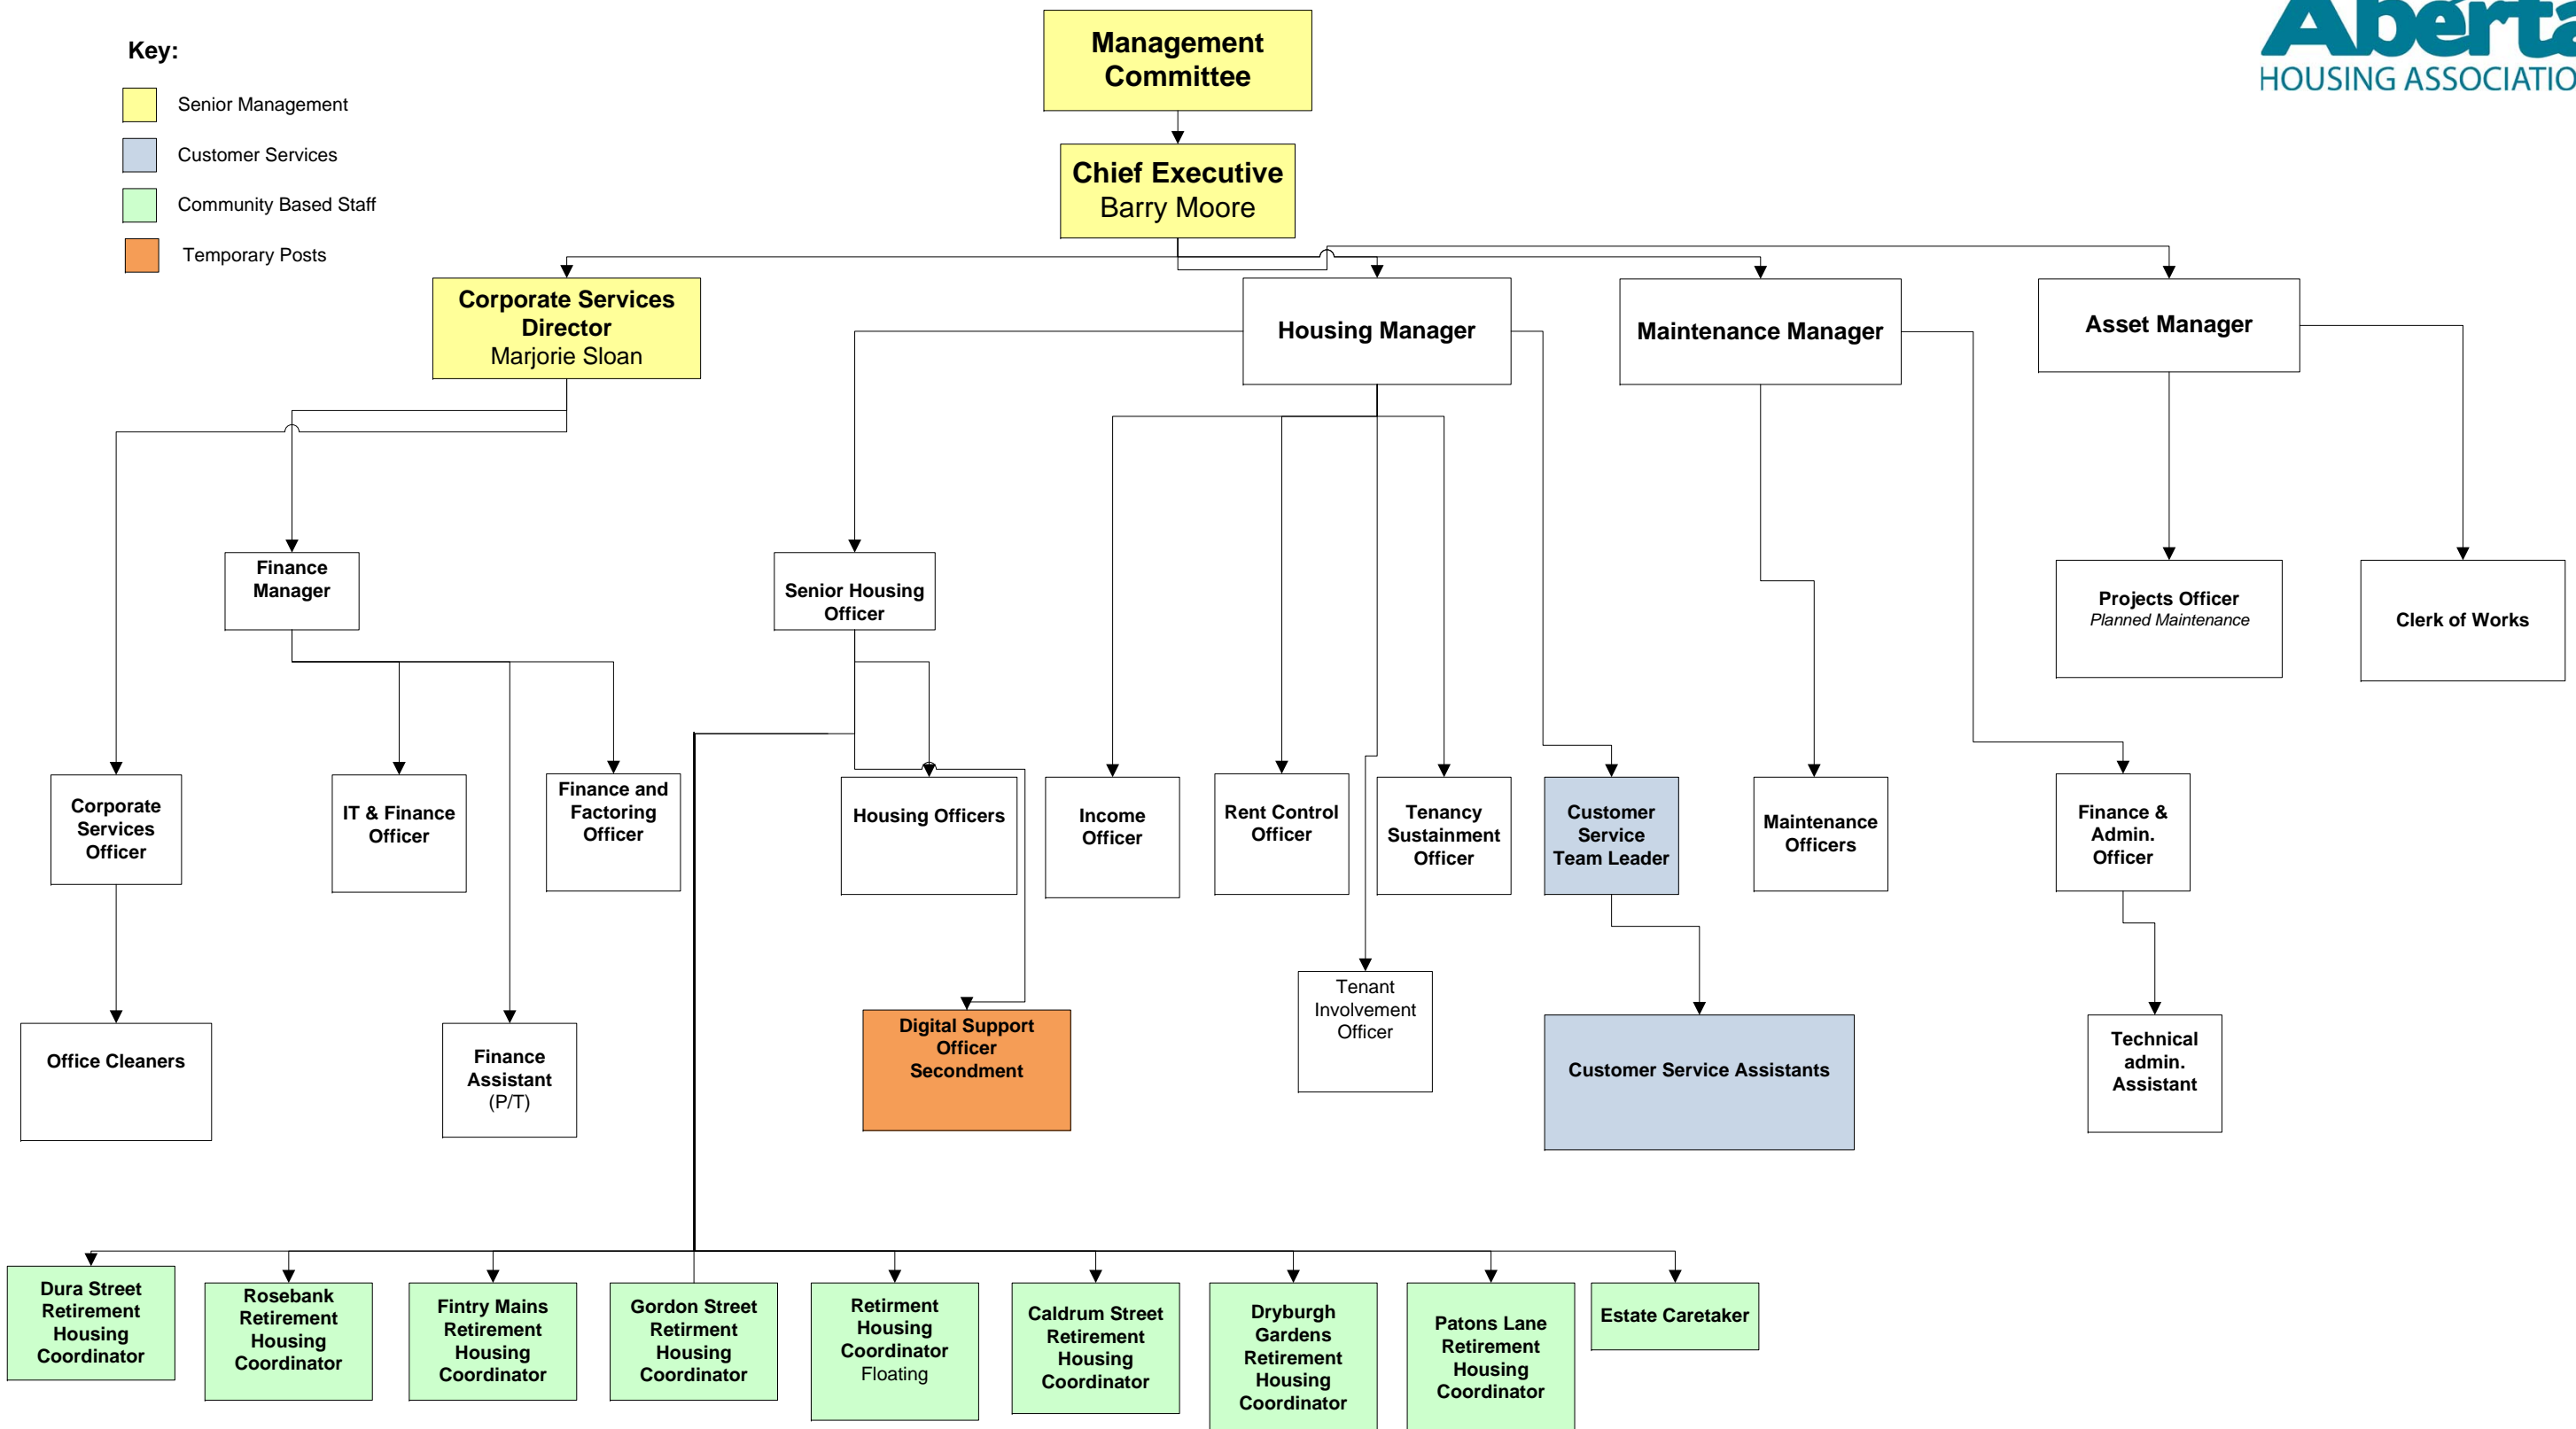 Key:
Senior Management
Customer Services
Community Based Staff
Temporary Posts
Management
Committee
HOUSING ASSOCIATIO
Chief Executive
Barry Moore
Corporate Services
Director
Marjorie Sloan
Housing Manager
Maintenance Manager
Asset Manager
Finance
Manager
Senior Housing
Officer
Projects Officer
Planned Maintenance
Clerk of Works
Corporate
Services
Officer
IT & Finance
Officer
Finance and
Factoring
Officer
Housing Officers
Income
Officer
Rent Control
Officer
Tenancy
Sustainment
Officer
Customer
Service
Team Leader
Maintenance
Officers
Finance &
Admin.
Officer
Office Cleaners
Finance
Assistant
(P/T)
Digital Support
Officer
Secondment
Tenant
Involvement
Officer
Customer Service Assistants
Technical
admin.
Assistant
Dura Street
Retirement
Housing
Coordinator
Rosebank
Retirement
Housing
Coordinator
Fintry Mains
Retirement
Housing
Coordinator
Gordon Street
Retirment
Housing
Coordinator
Retirment
Housing
Coordinator
Floating
Caldrum Street
Retirement
Housing
Coordinator
Dryburgh
Gardens
Retirement
Housing
Coordinator
Patons Lane
Retirement
Housing
Coordinator
Estate Caretaker